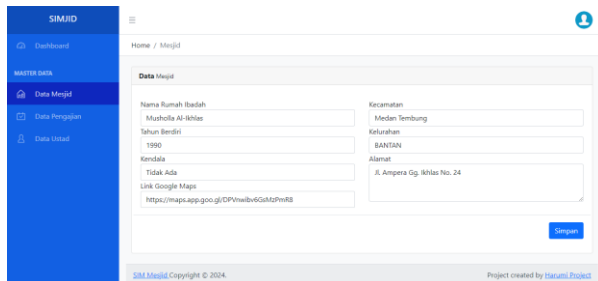 SIMJID
Dashboard
MASTER DATA
Data Mesjid
Data Pengajian
Data Ustad
Home / Mesjid
Data Mesjid
Nama Rumah Ibadah
Musholla Al-Ikhlas
Tahun Berdiri
1990
Kendala
Tidak Ada
Link Google Maps
https://maps.app.goo.gl/DPVnwibv6GsMzPmR8
Kecamatan
Medan Tembung
Kelurahan
BANTAN
Alamat
Jl. Ampera Gg. Ikhlas No. 24
Simpan
SIM Mesjid Copyright © 2024.
Project created by Harumi Project